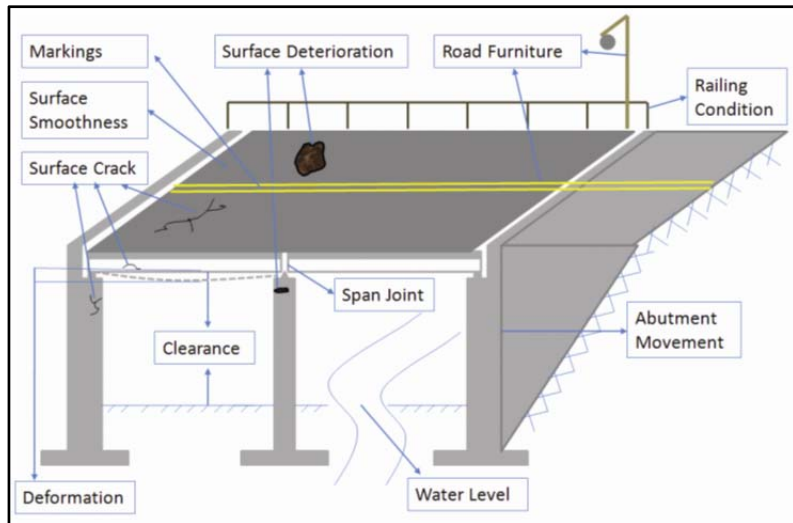 Markings
Surface Deterioration
Road Furniture
Railing
Condition
Surface
Smoothness
Surface Crack
Span Joint
Clearance
Abutment
Movement
Deformation
Water Level